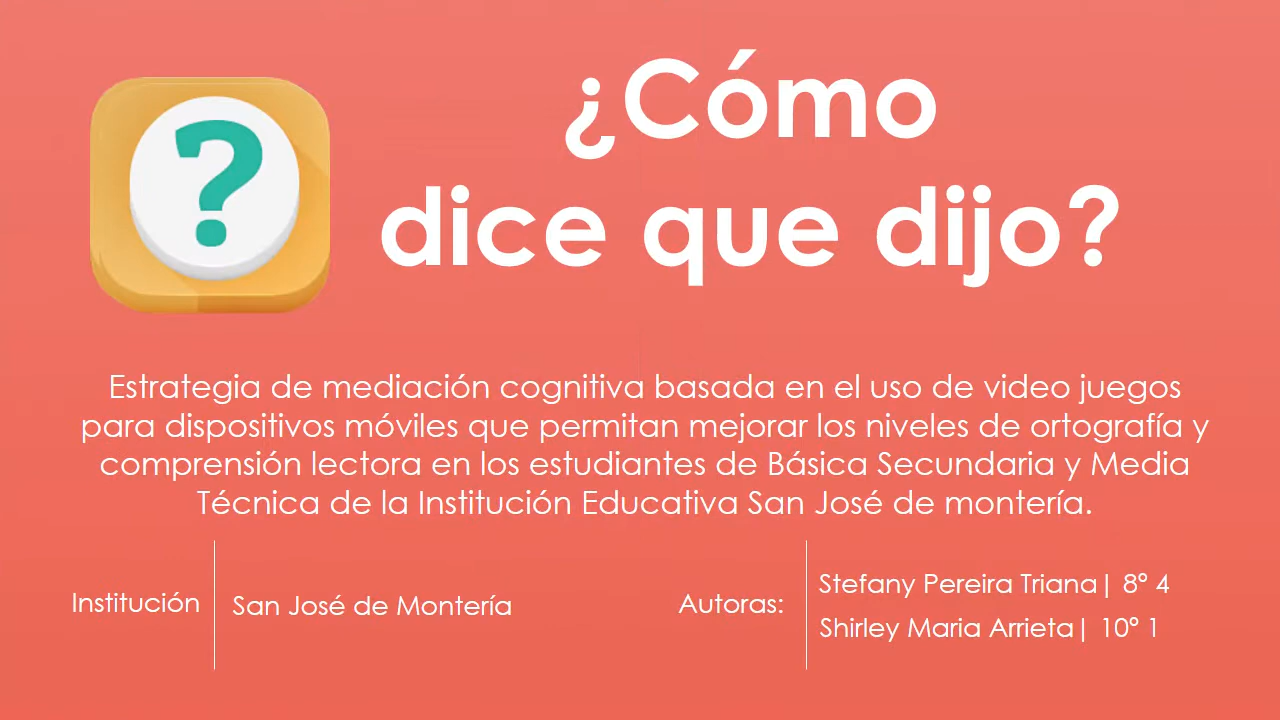 ?
¿Cómo
dice que dijo?
Estrategia de mediación cognitiva basada en el uso de video juegos
para dispositivos móviles que permitan mejorar los niveles de ortografía y
comprensión lectora en los estudiantes de Básica Secundaria y Media
Técnica de la Institución Educativa San José de montería.
Institución
San José de Montería
Autoras:
Stefany Pereira Triana| 8º 4
Shirley Maria Arrieta| 10º 1